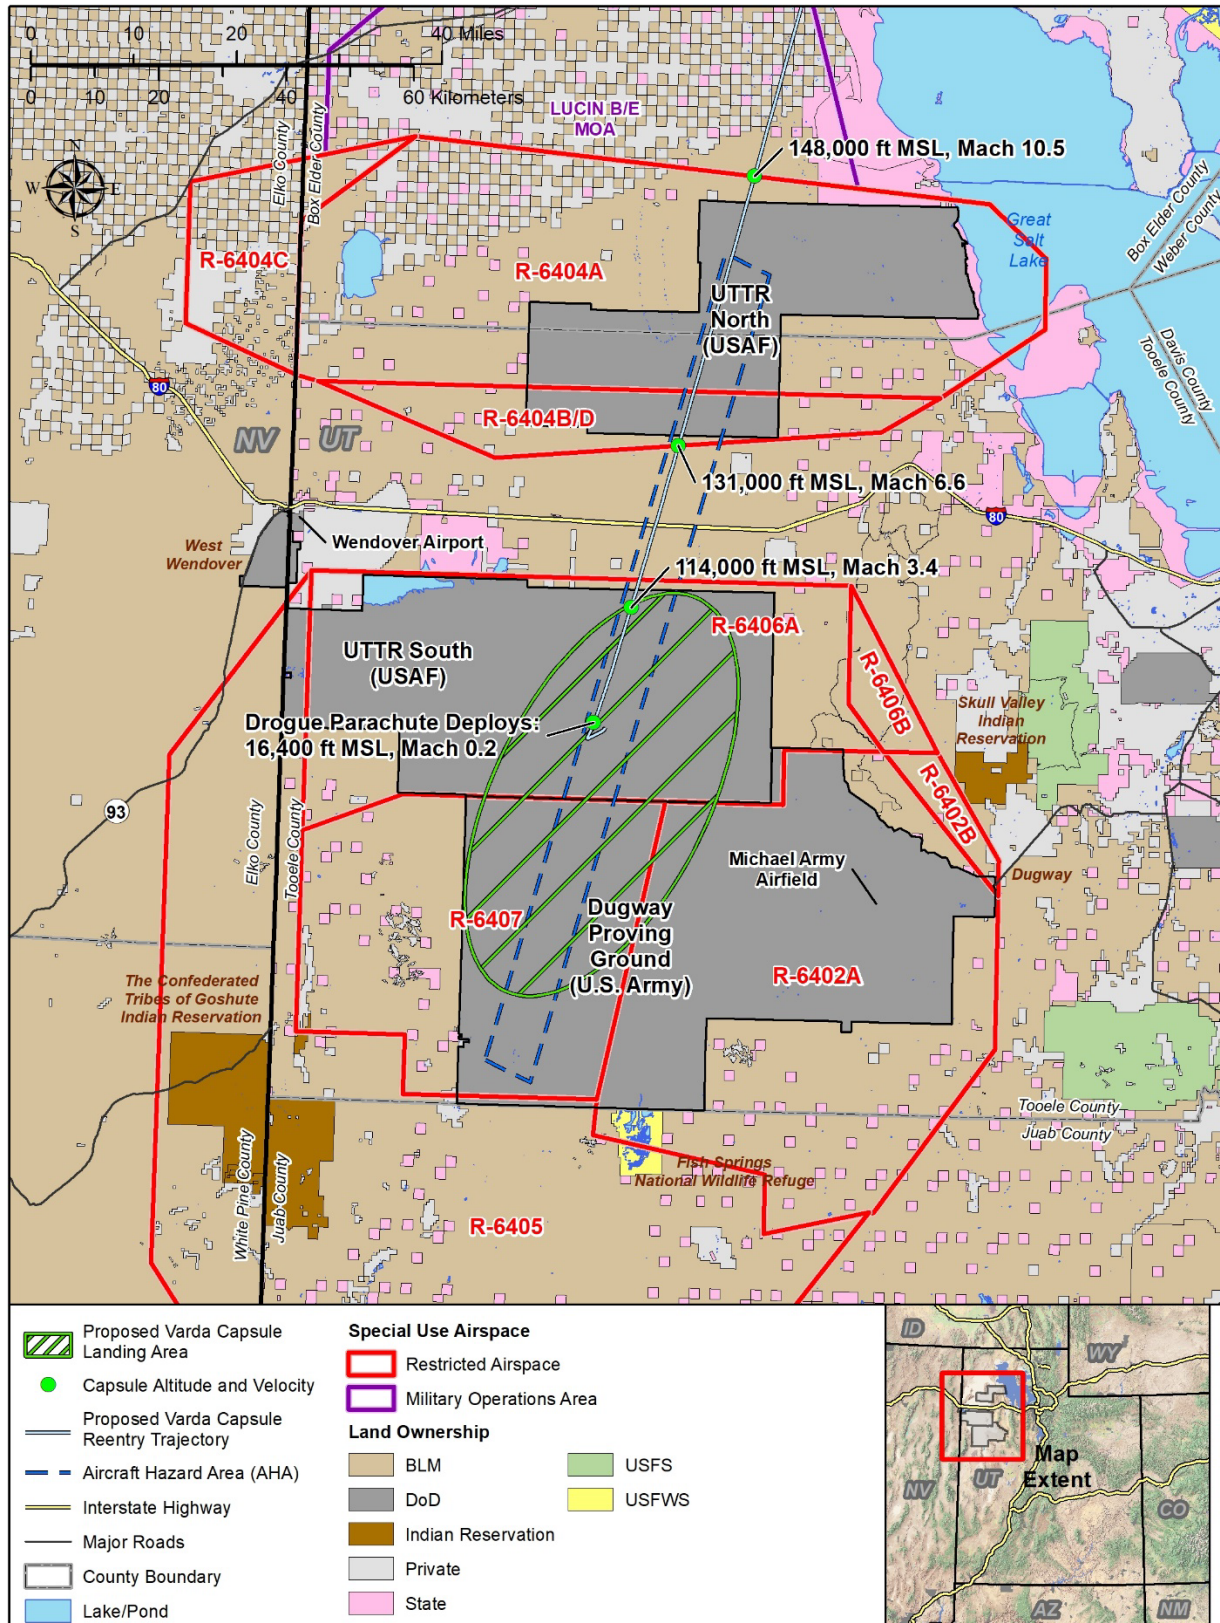 0 20 40 Miles
0 10 20 40 60 Kilometers
N
W E
S
LUCIN B/E
MOA
Elko County
Box Elder County
148,000 ft MSL, Mach 10.5
Great
Salt
Lake
Box Elder County
Weber County
R-6404C
R-6404A
UTTR
North
(USAF)
Davis County
Tooele County
80
R-6404B/D
NV UT
131,000 ft MSL, Mach 6.6
80
West
Wendover
Wendover Airport
114,000 ft MSL, Mach 3.4
R-6406A
UTTR South
(USAF)
R-6406B
Skull Valley
Indian
Reservation
Drogue Parachute Deploys:
16,400 ft MSL, Mach 0.2
R-6402B
93
Elko County
Tooele County
Michael Army
Airfield
Dugway
R-6407
Dugway
Proving
Ground
(U.S. Army)
R-6402A
The Confederated
Tribes of Goshute
Indian Reservation
Tooele County
Juab County
White Pine County
Juab County
Fish Springs
National Wildlife Refuge
R-6405
Proposed Varda Capsule
Landing Area
Capsule Altitude and Velocity
Proposed Varda Capsule
Reentry Trajectory
Aircraft Hazard Area (AHA)
Interstate Highway
Major Roads
County Boundary
Lake/Pond
Special Use Airspace
Restricted Airspace
Military Operations Area
Land Ownership
BLM
DoD
Indian Reservation
Private
State
USFS
USFWS
ID
WY
NV
UT
Map
Extent
CO
AZ
NM